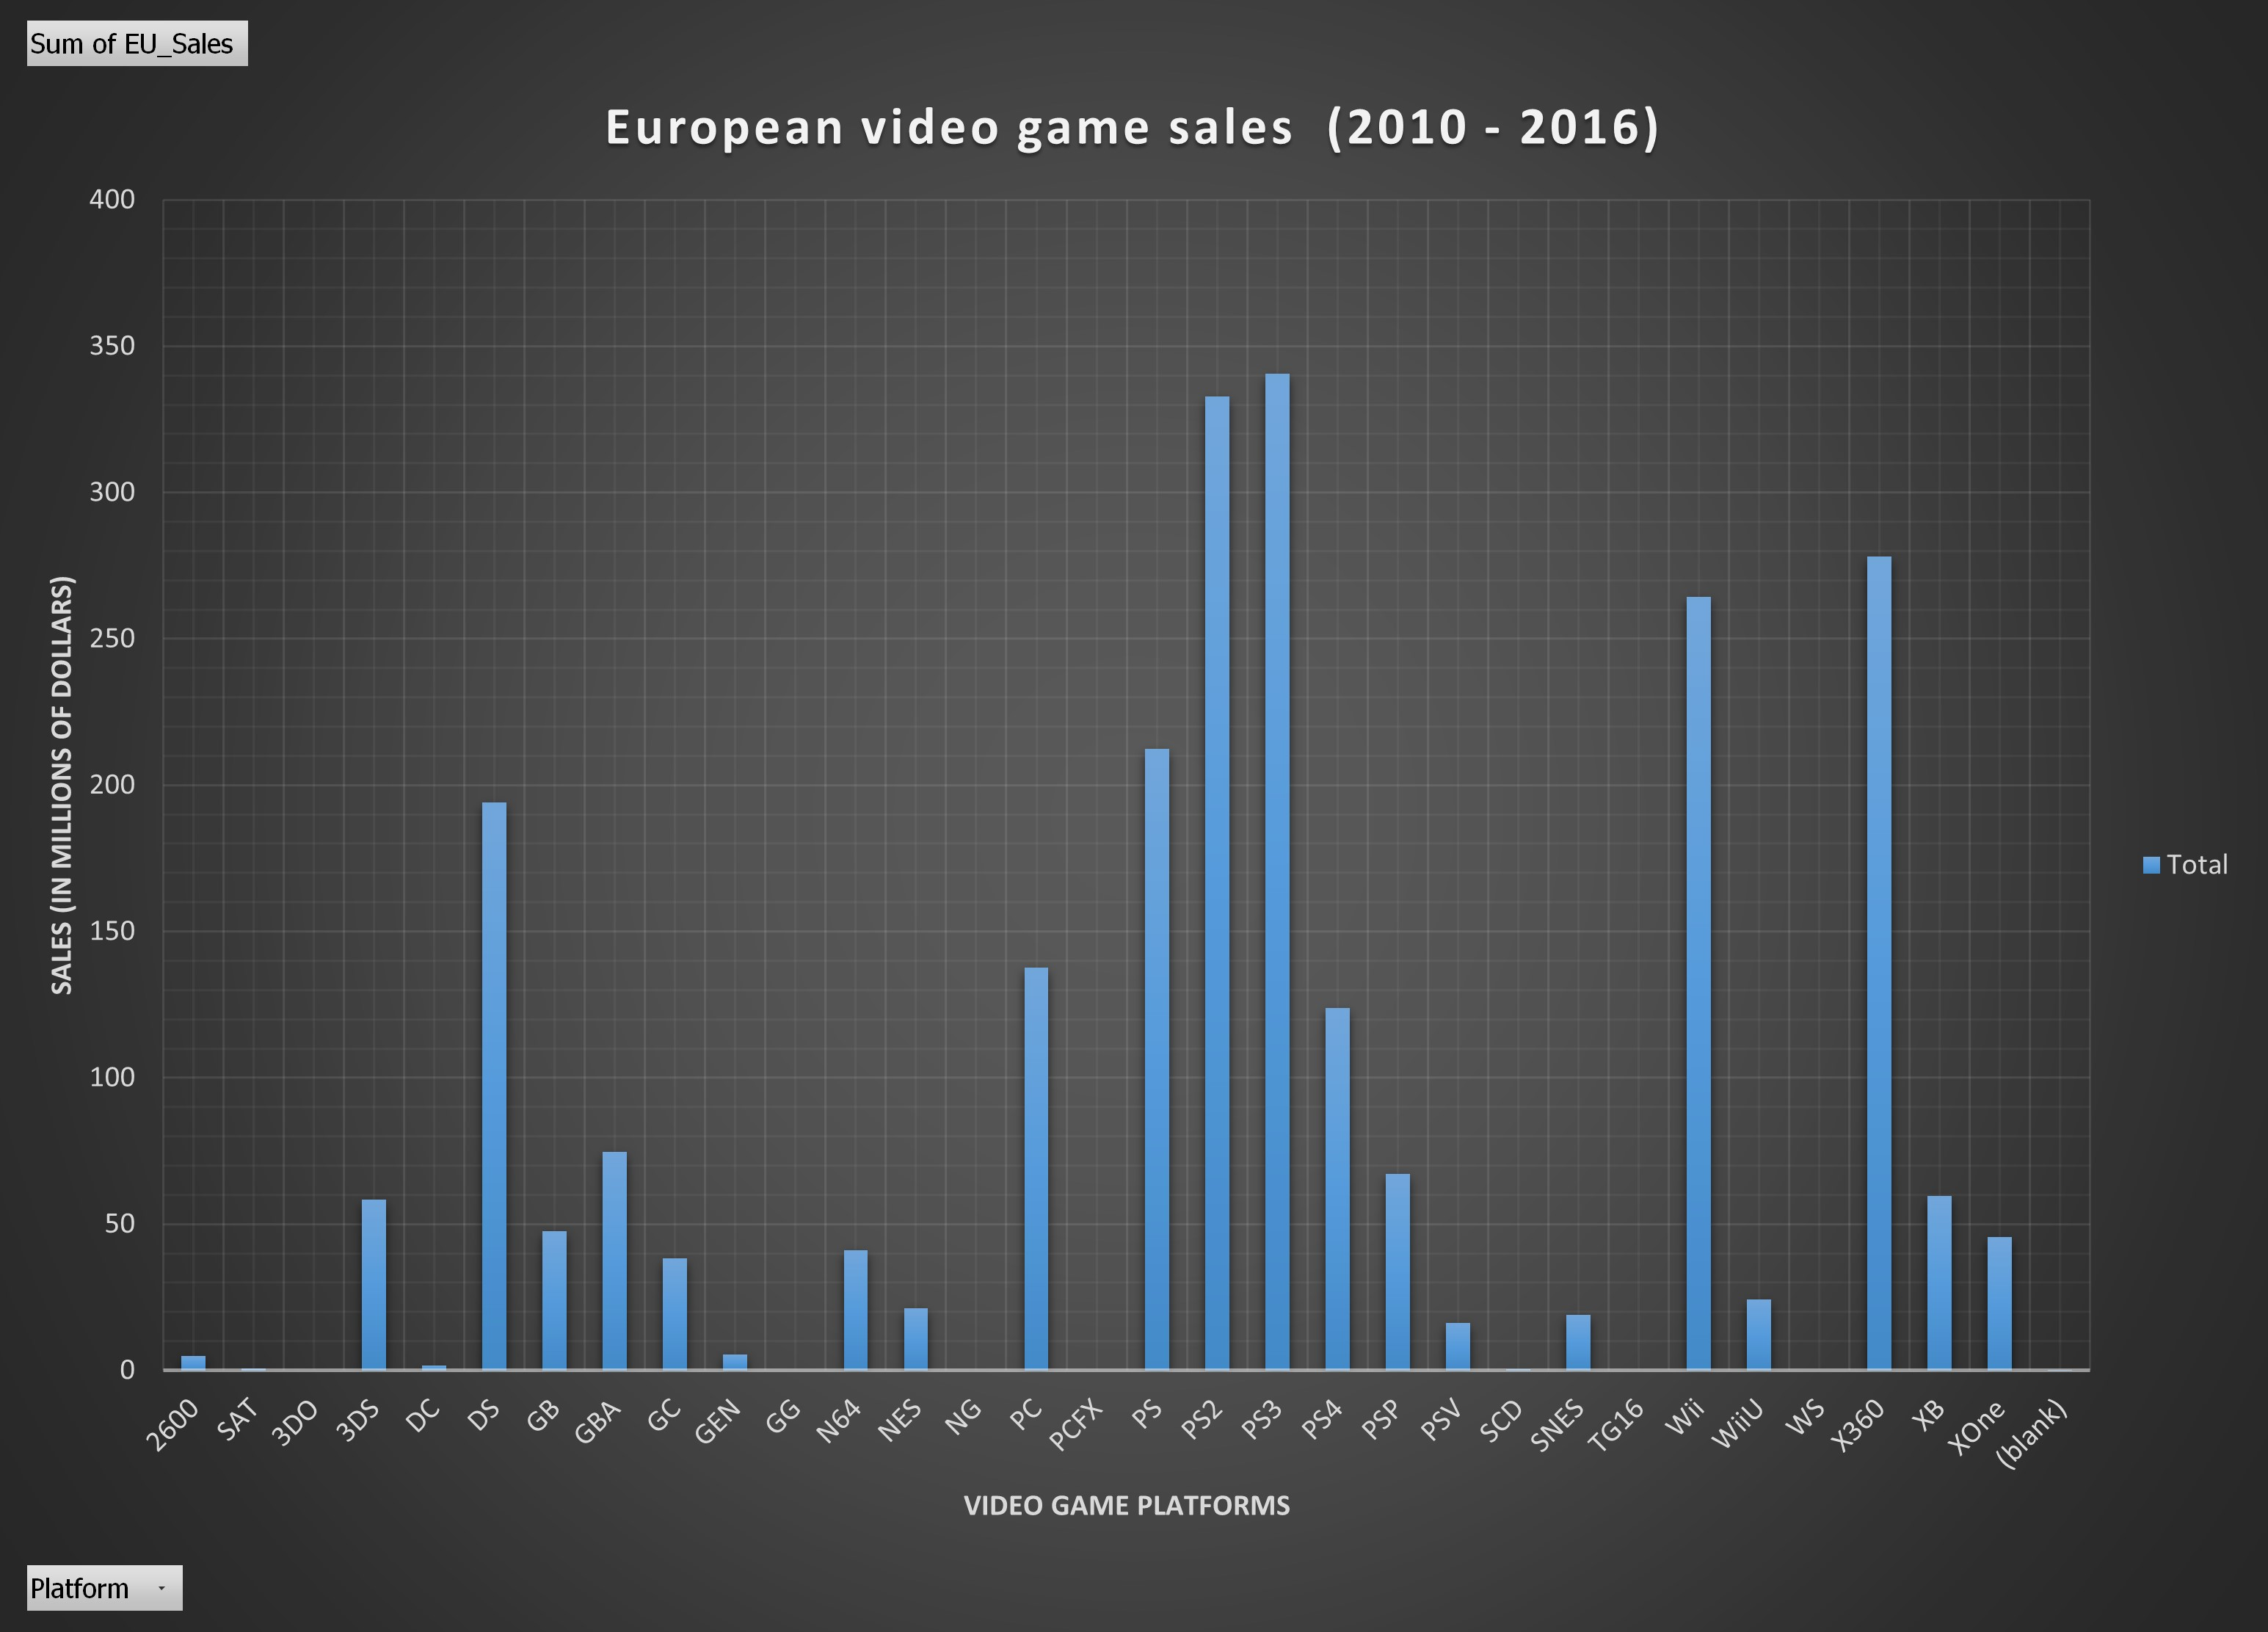 Sum of EU_Sales
European video game sales  (2010 - 2016)
400
350
300
250
200
150
100
50
0
SALES (IN MILLIONS OF DOLLARS)
2600
SAT
3DO
3DS
DC
DS
GB
GBA
GC
GEN
GG
N64
NES
NG
PC
PCFX
PS
PS2
PS3
PS4
PSP
PSV
SCD
SNES
TG16
Wii
WiiU
WS
X360
XB
XOne
(blank)
VIDEO GAME PLATFORMS
Total
Platform